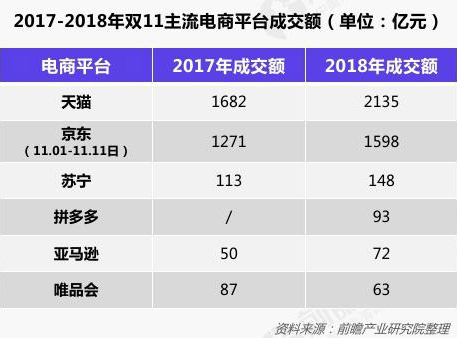 2017-2018年双11主流电商平台成交额（单位：亿元）
电商平台 2017年成交额 2018年成交额
天猫 1682 2135
京东
（11.01-11.11日） 1271 1598
苏宁 113 148
拼多多 / 93
亚马逊 50 72
唯品会 87 63
资料来源：前瞻产业研究院整理